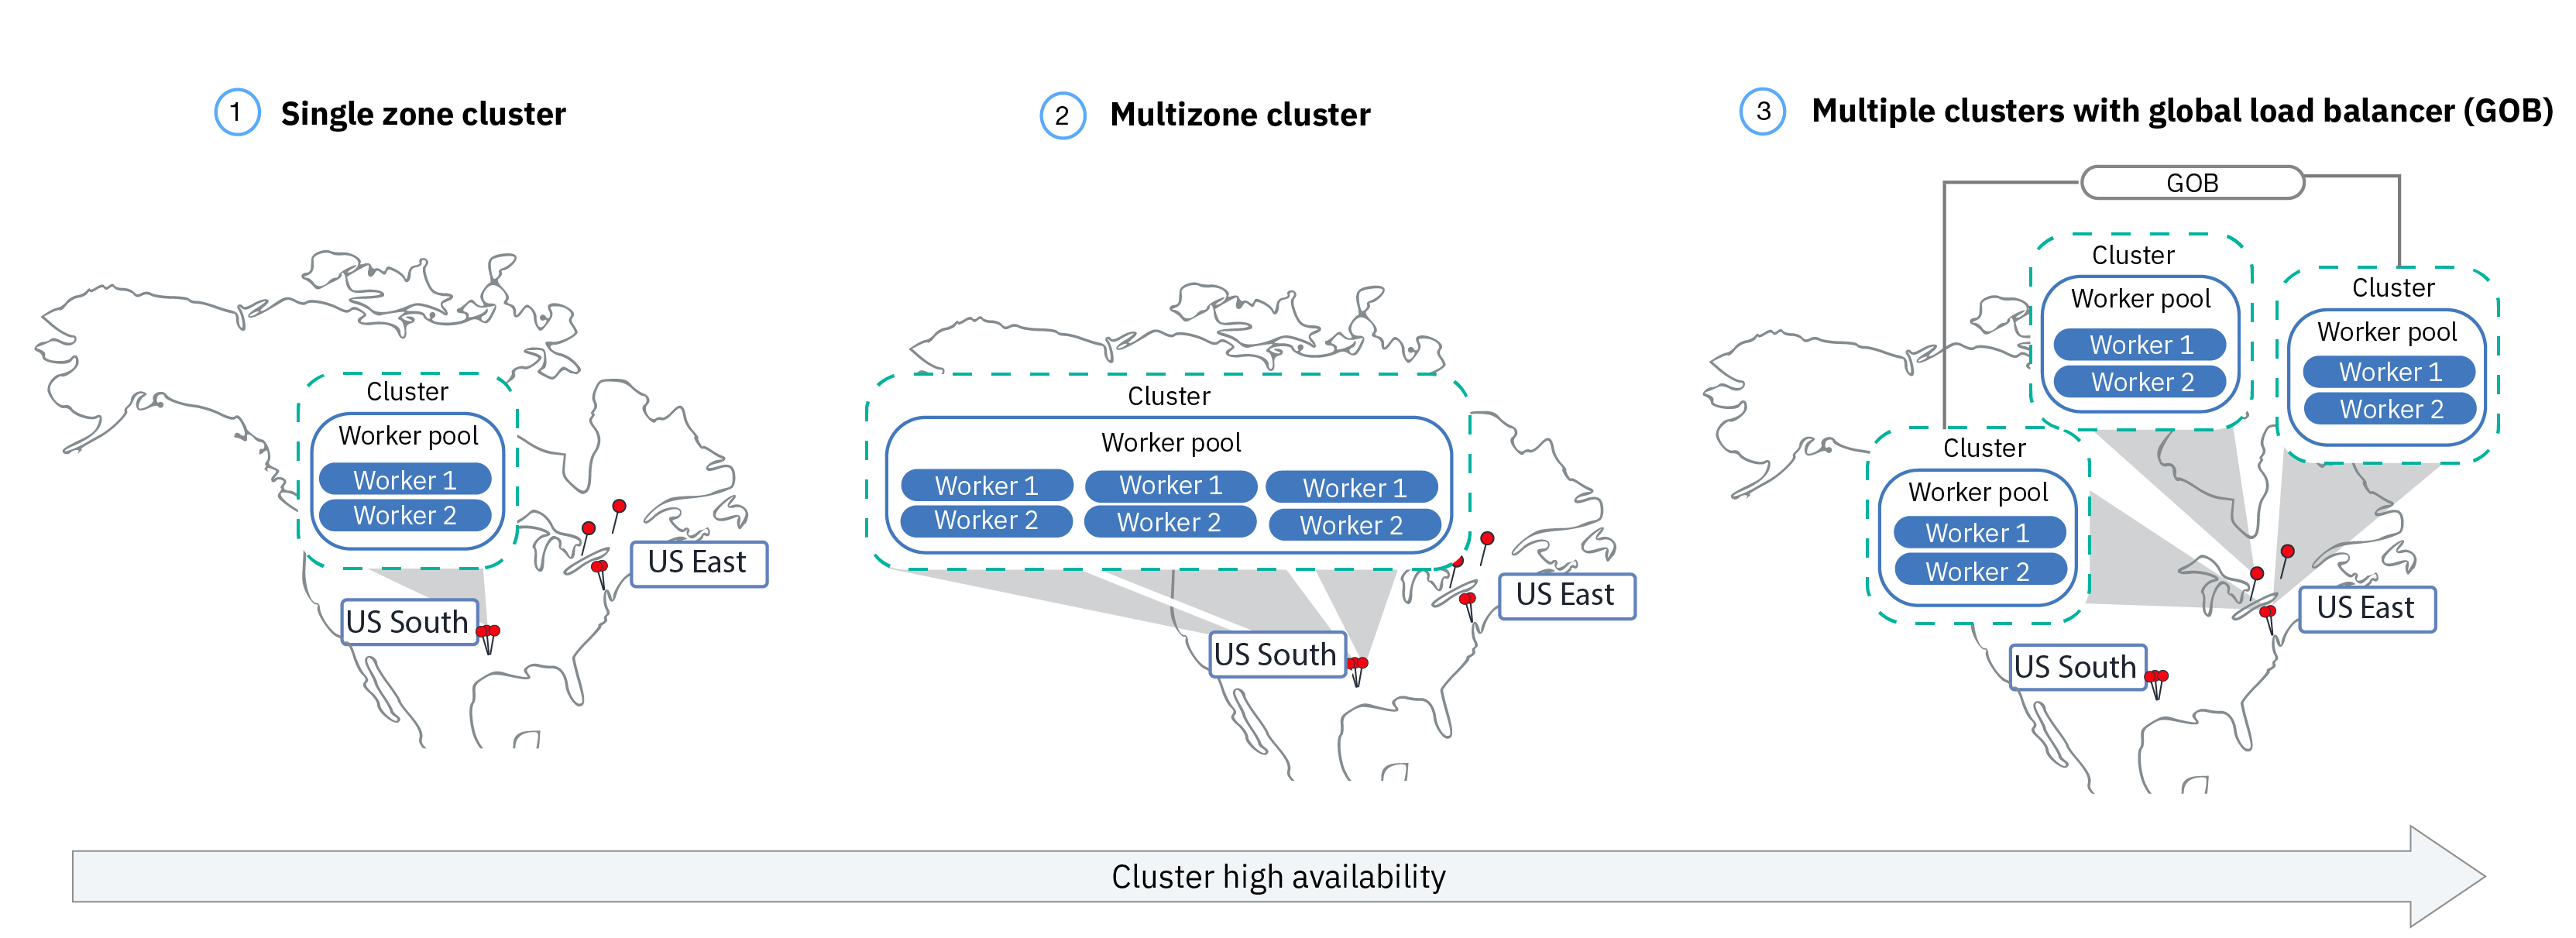 1 Single zone cluster
Cluster
Worker pool
Worker 1
Worker 2
US East
US South
2 Multizone cluster
Cluster
Worker pool
Worker 1 Worker 1 Worker 1
Worker 2 Worker 2 Worker 2
US East
US South
3 Multiple clusters with global load balancer (GOB)
GOB
Cluster
Worker pool
Worker 1
Worker 2
Cluster
Worker pool
Worker 1
Worker 2
Cluster
Worker pool
Worker 1
Worker 2
US East
US South
Cluster high availability